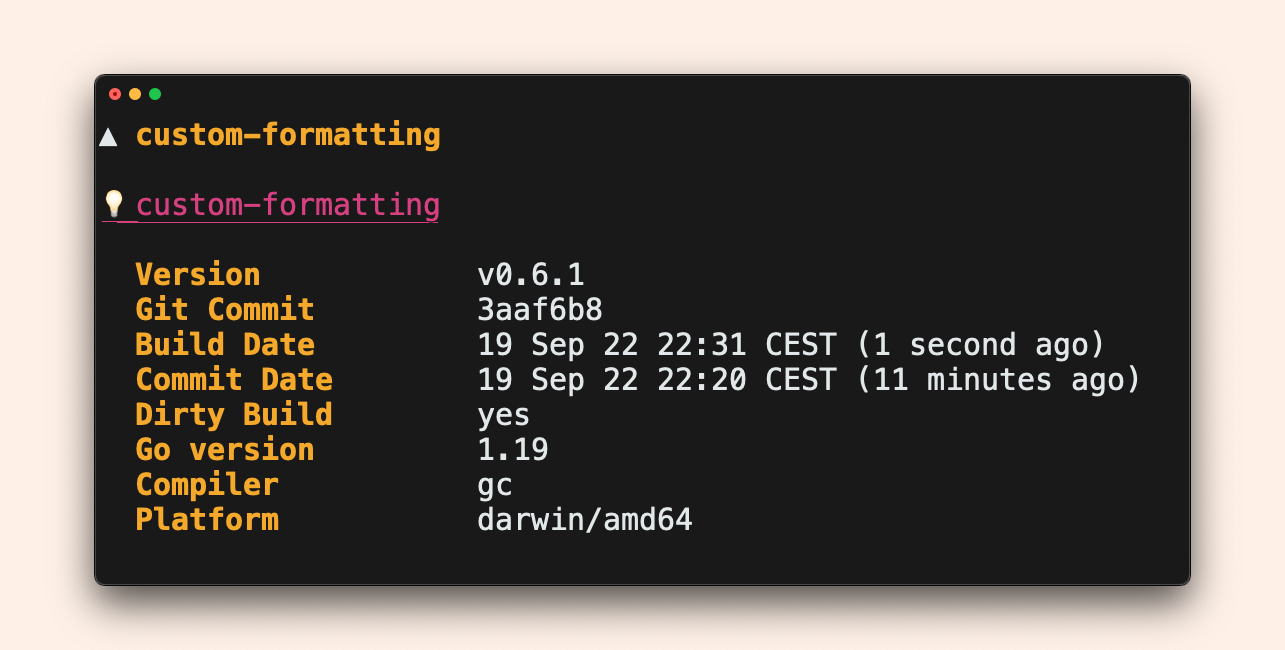 ▲ custom-formatting
💡 custom-formatting
Version v0.6.1
Git Commit 3aaf6b8
Build Date 19 Sep 22 22:31 CEST (1 second ago)
Commit Date 19 Sep 22 22:20 CEST (11 minutes ago)
Dirty Build yes
Go version 1.19
Compiler gc
Platform darwin/amd64